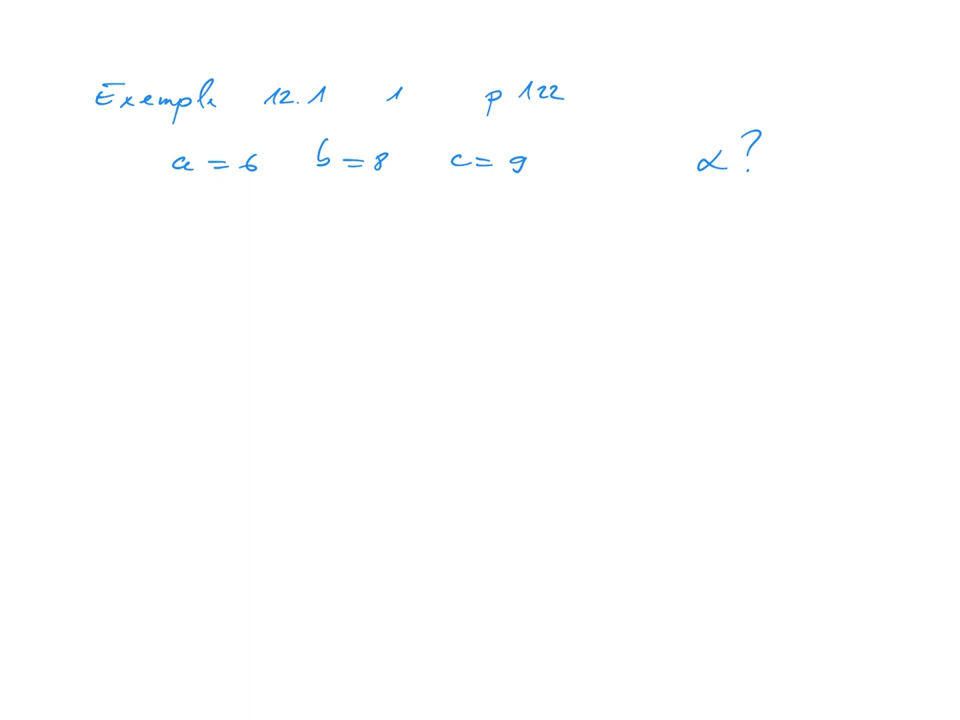 Exemple 12.1 1 p 122
a = 6 b = 8 c = 9 α ?